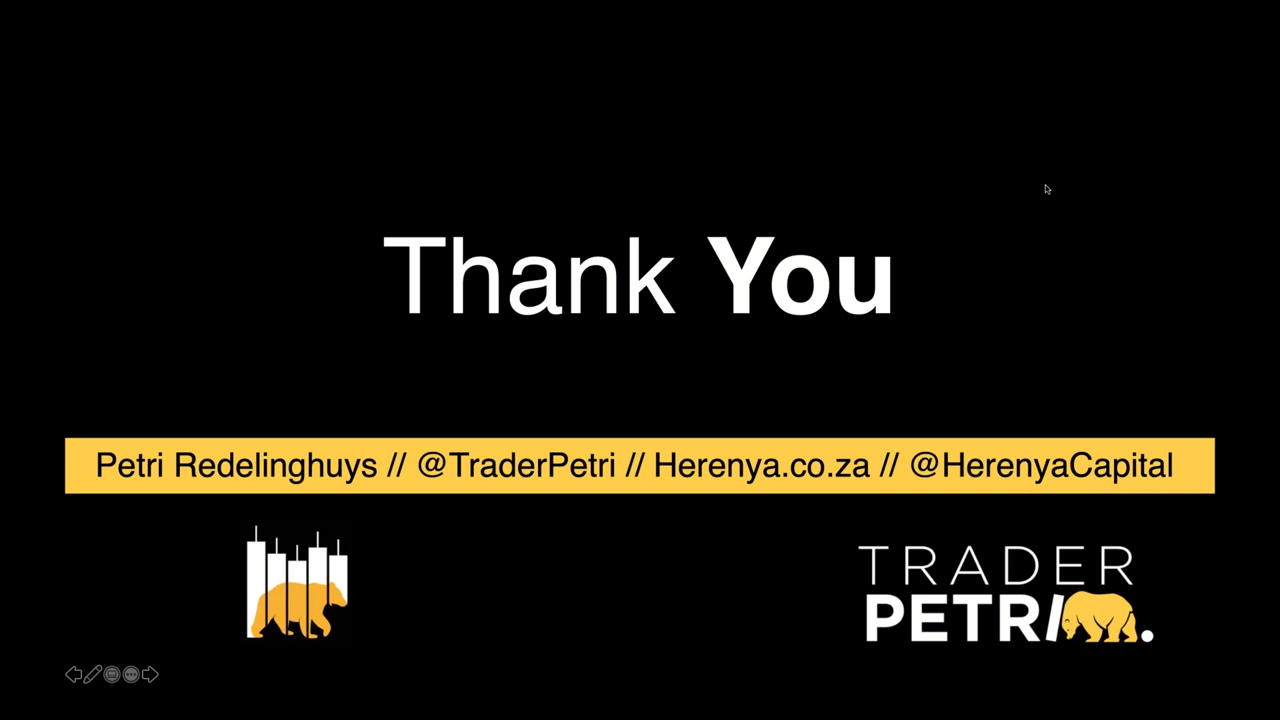 Thank You
Petri Redelinghuys // @TraderPetri // Herenya.co.za // @HerenyaCapital
TRADER
PETRI.